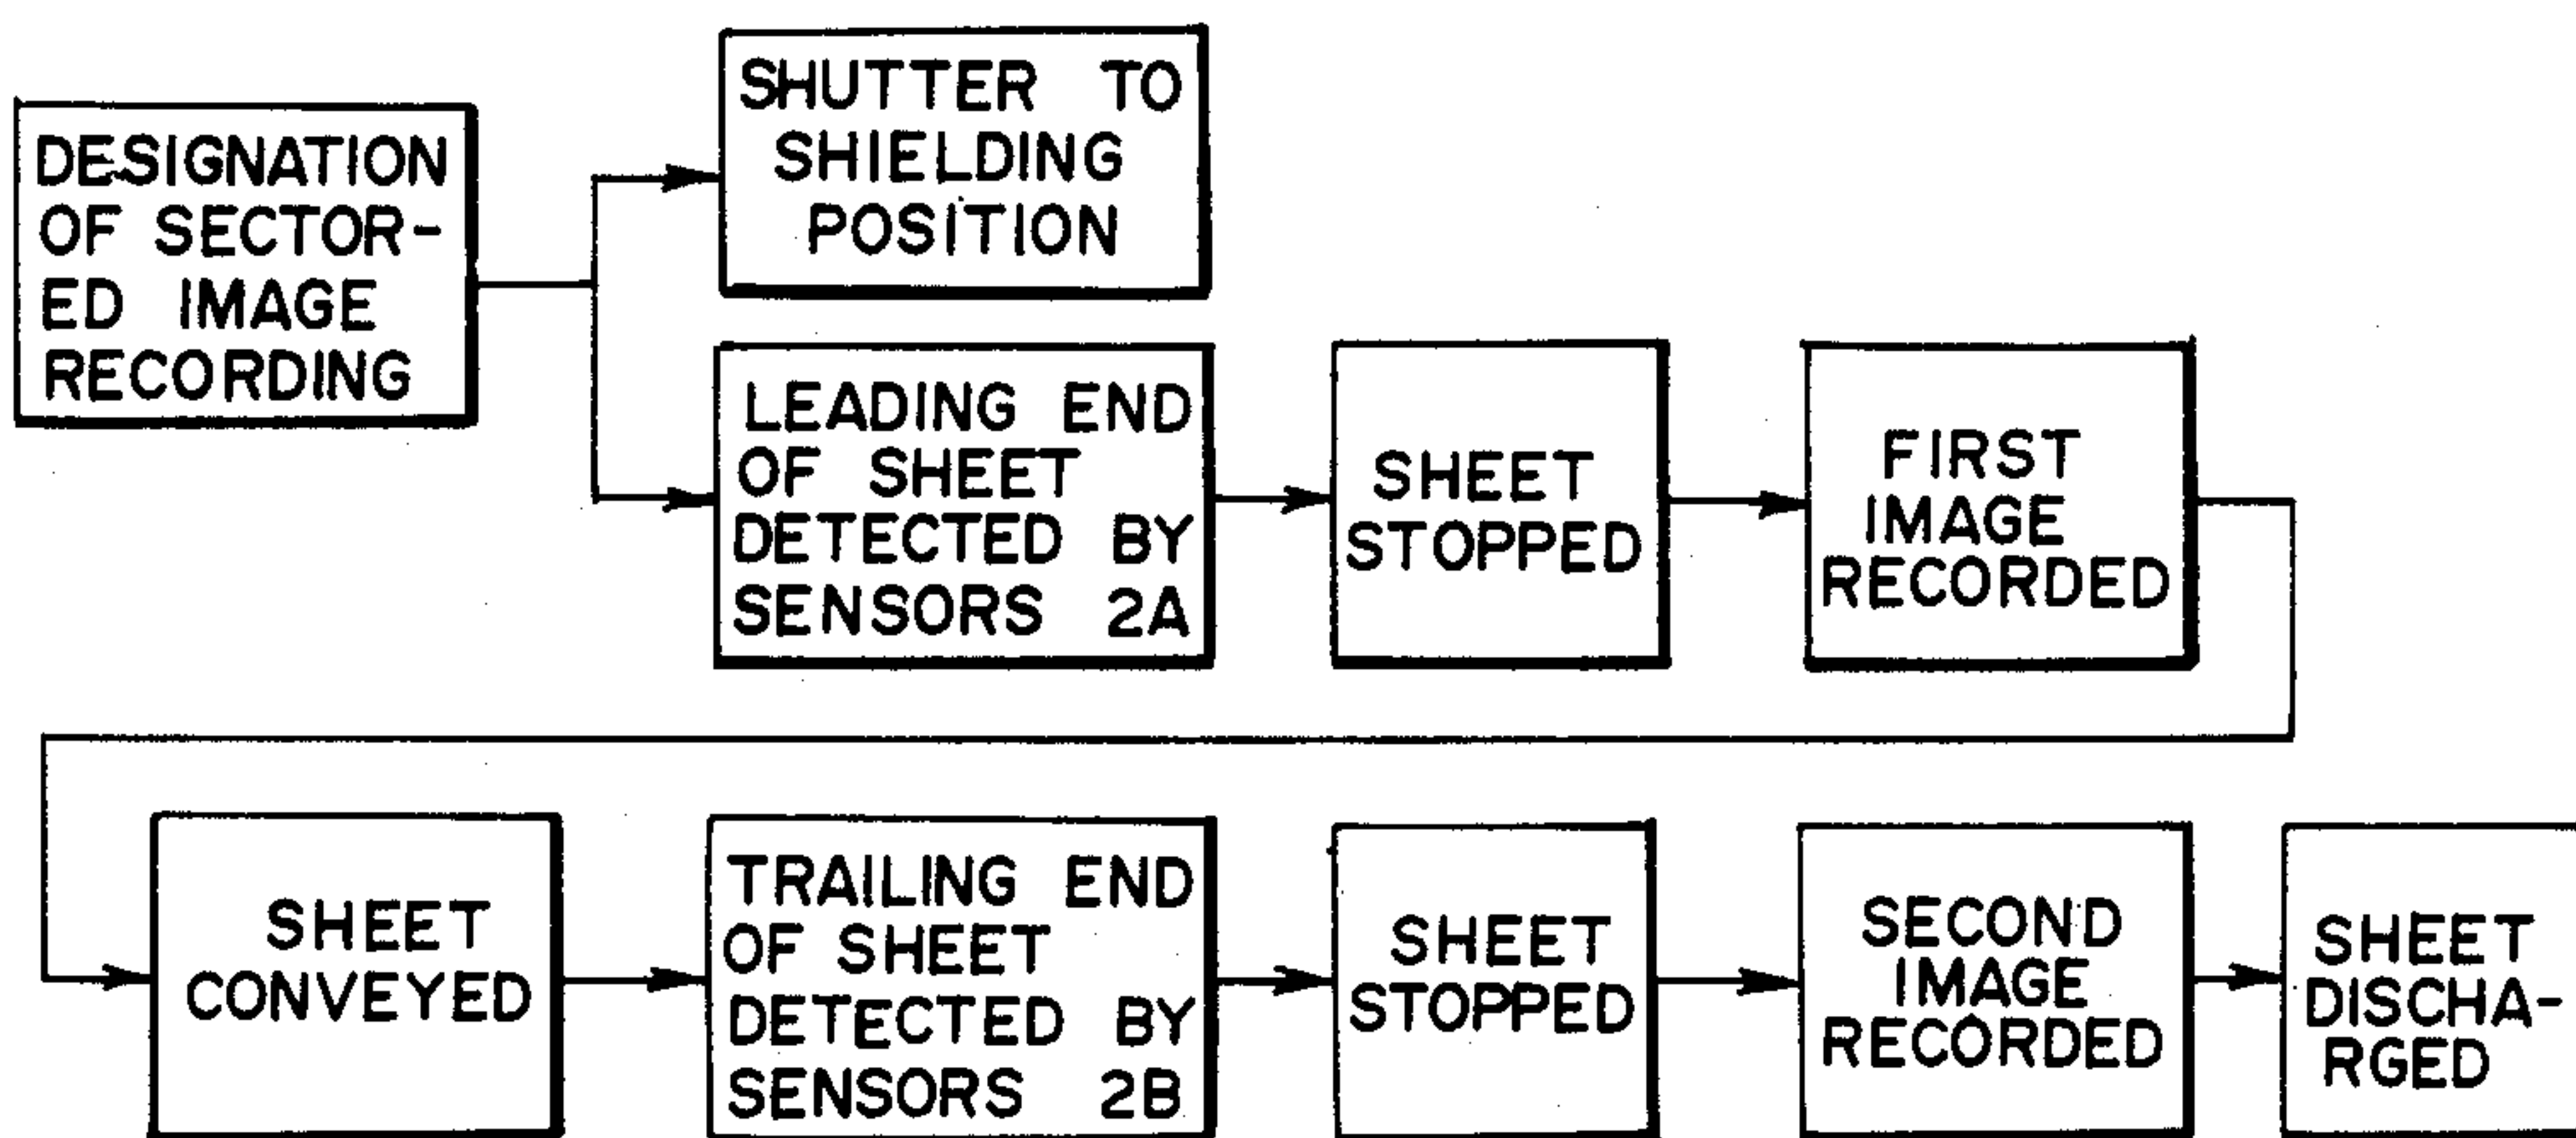 DESIGNATION
OF SECTOR-
ED IMAGE
RECORDING
SHUTTER TO
SHIELDING
POSITION
LEADING END
OF SHEET
DETECTED BY
SENSORS 2A
SHEET
STOPPED
FIRST
IMAGE
RECORDED
SHEET
CONVEYED
TRAILING END
OF SHEET
DETECTED BY
SENSORS 2B
SHEET
STOPPED
SECOND
IMAGE
RECORDED
SHEET
DISCHA-
RGED